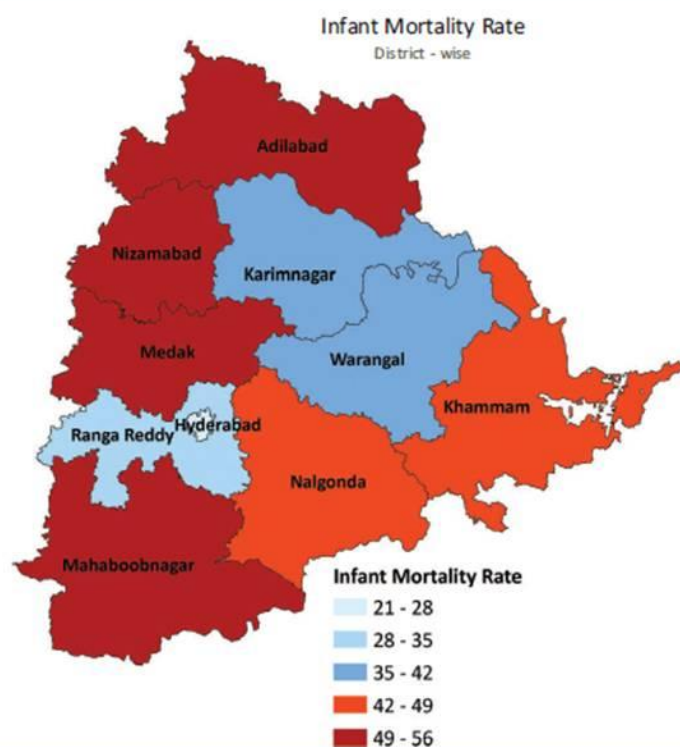 Infant Mortality Rate
District - wise
Adilabad
Nizamabad
Karimnagar
Medak
Warangal
Hyderabad
Khammam
Ranga Reddy
Nalgonda
Mahaboobnagar
Infant Mortality Rate
21 - 28
28 - 35
35 - 42
42 - 49
49 - 56